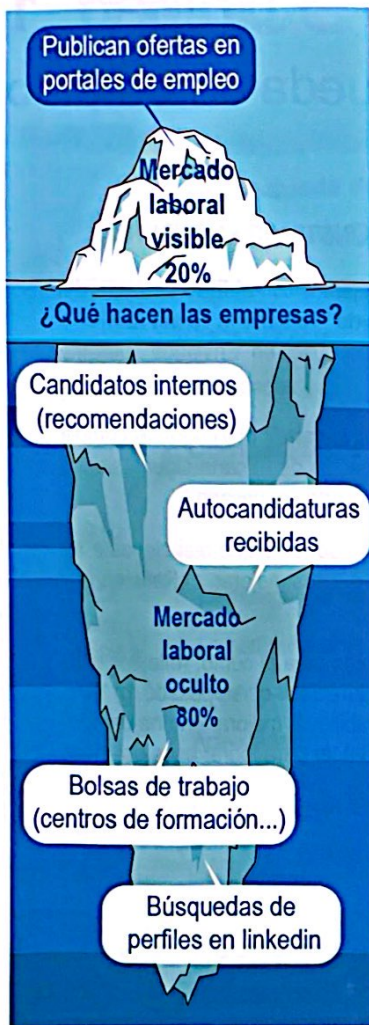 Publican ofertas en
portales de empleo
Mercado
laboral
visible
20%
¿Qué hacen las empresas?
Candidatos internos
(recomendaciones)
Autocandidaturas
recibidas
Mercado
laboral
oculto
80%
Bolsas de trabajo
(centros de formación...)
Búsquedas de
perfiles en linkedin